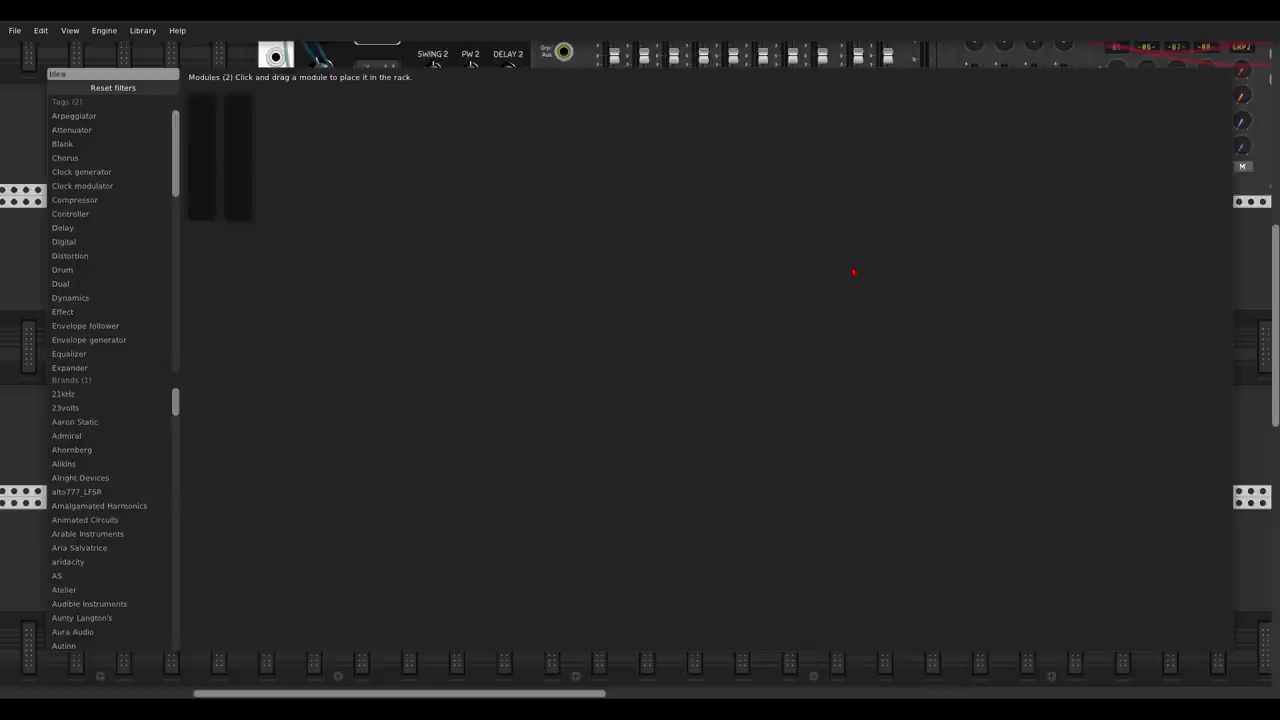 File Edit View Engine Library Help
SWING 2 PW 2 DELAY 2
Grp-
Aux
GRP2
Modules (2) Click and drag a module to place it in the rack.
Reset filters
Tags (2)
Arpeggiator
Attenuator
Blank
Chorus
Clock generator
Clock modulator
Compressor
Controller
Delay
Digital
Distortion
Drum
Dual
Dynamics
Effect
Envelope follower
Envelope generator
Equalizer
Expander
Brands (1)
21kHz
23volts
Aaron Static
Admiral
Ahornberg
Alikins
Alright Devices
alto777_LFSR
Amalgamated Harmonics
Animated Circuits
Arable Instruments
Aria Salvatrice
aridacity
AS
Atelier
Audible Instruments
Aunty Langton's
Aura Audio
Autinn
M